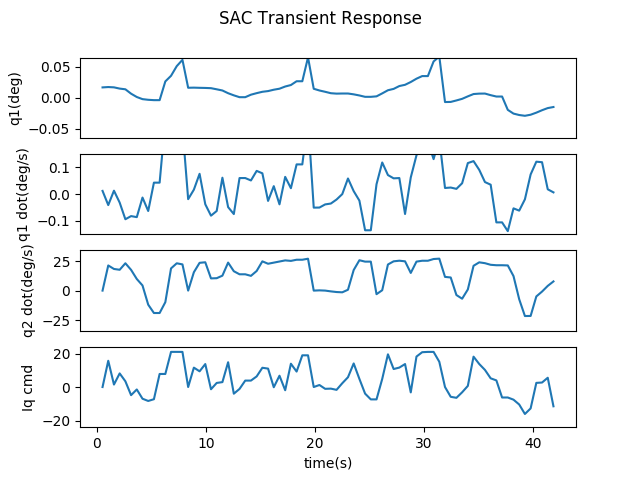 SAC Transient Response
q1(deg)
0.05
0.00
−0.05
q1 dot(deg/s)
0.1
0.0
−0.1
q2 dot(deg/s)
25
0
−25
Iq cmd
20
0
−20
0 10 20 30 40
time(s)